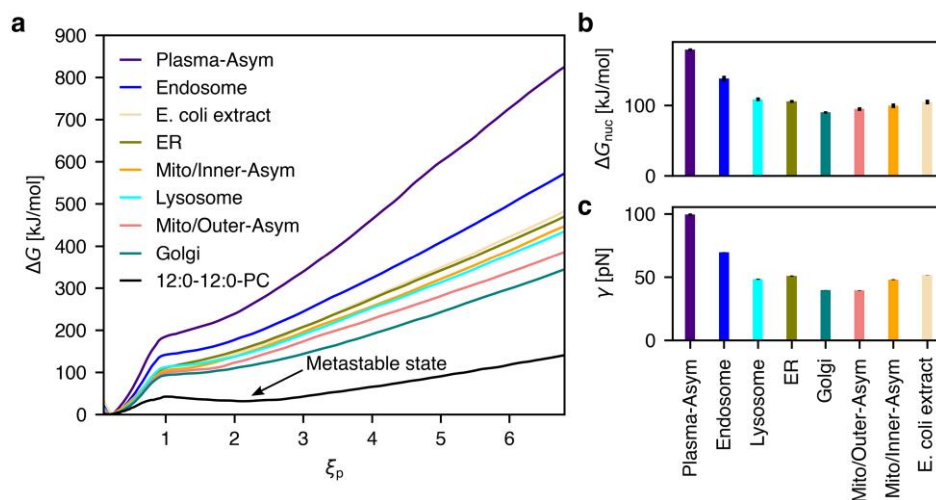 a
900
800
700
600
500
400
300
200
100
0
ΔG [kJ/mol]
Plasma-Asym
Endosome
E. coli extract
ER
Mito/Inner-Asym
Lysosome
Mito/Outer-Asym
Golgi
12:0-12:0-PC
Metastable state
1 2 3 4 5 6
ξp
b
100
0
ΔGnuc [kJ/mol]
c
100
50
0
γ [pN]
Plasma-Asym
Endosome
Lysosome
ER
Golgi
Mito/Outer-Asym
Mito/Inner-Asym
E. coli extract